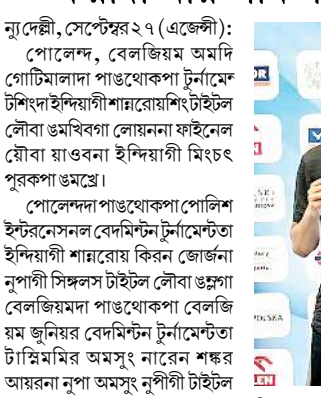 ন্যুদেল্লী, সেপ্টেম্বর ২৭ (এজেন্সী):
পোলেন্দ, বেলজিয়ম অমদি
গোটিমালাদা পাঙথোকপা টুর্নামেন্ট
টশিংদা ইন্দিয়াগী শান্নরোয়শিং টাইটল
লৌবা ঙমখিবগা লোয়ননা ফাইনেল
য়ৌবা য়াওবনা ইন্দিয়াগী মিংচৎ
পুরকপা ঙমখ্রে।
পোলেন্দদা পাঙথোকপা পোলিশ
ইন্টরনেসনল বেদমিন্টন টুর্নামেন্টতা
ইন্দিয়াগী শান্নরোয় কিরন জোর্জনা
নুপাগী সিঙ্গলস টাইটল লৌবা ঙম্লগা
বেলজিয়মদা পাঙথোকপা বেলজি
য়ম জুনিয়র বেদমিন্টন টুর্নামেন্টতা
টান্নিমমির অমসুং নারেন শঙ্কর
আয়রনা নুপা অমসুং নুপীগী টাইটল